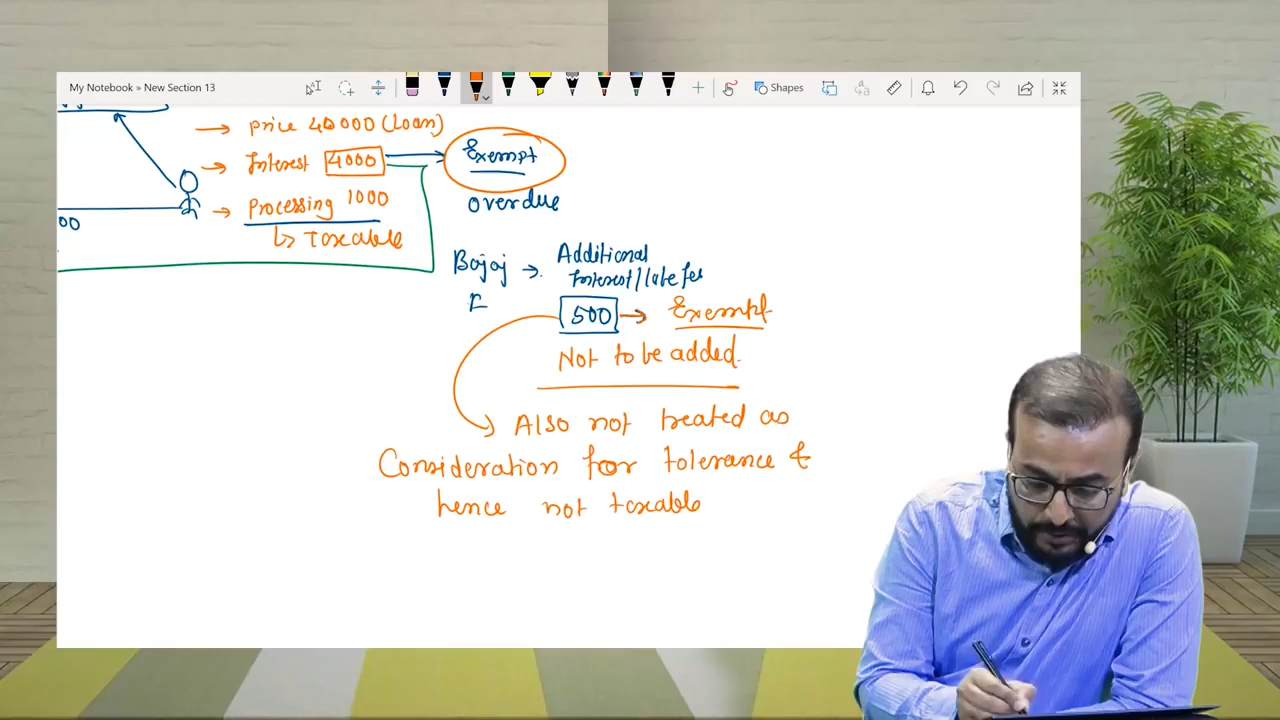 My Notebook » New Section 13
Shapes
→ Price 40000 (Loan)
→ Interest 4000 → Exempt
overdue
→ Processing 1000
↳ Taxable
00
Bajaj → Additional
Interest/late fee
F
500 → Exempt
Not to be added.
Also not treated as
Consideration for tolerance &
hence not taxable